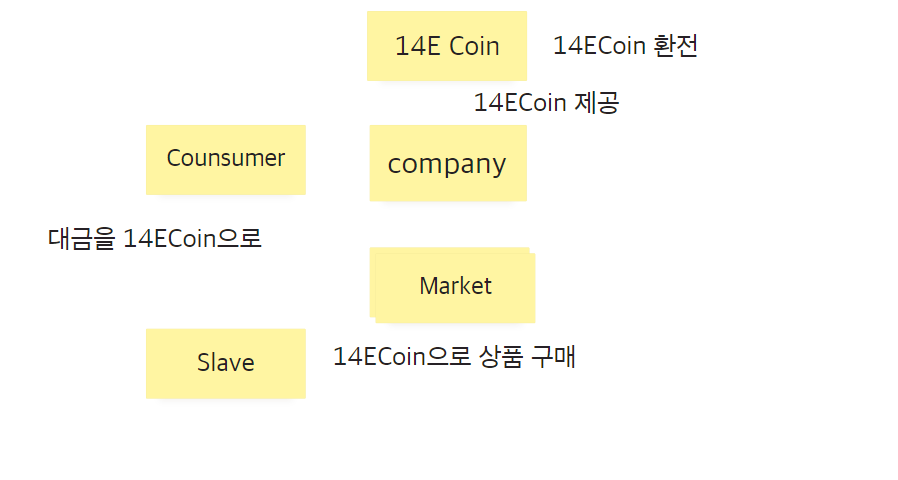 14E Coin
14ECoin 환전
14ECoin 제공
Counsumer
company
대금을 14ECoin으로
Market
Slave
14ECoin으로 상품 구매